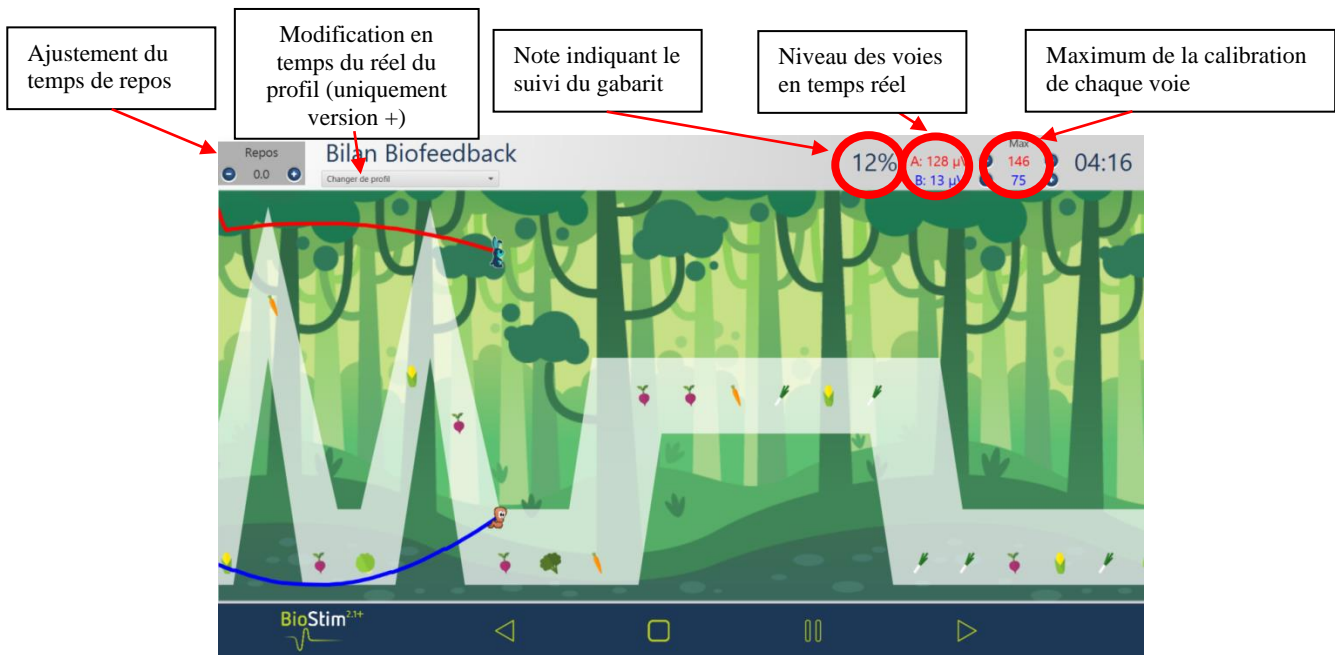 Ajustement du
temps de repos
Modification en
temps du réel du
profil (uniquement
version +)
Note indiquant le
suivi du gabarit
Niveau des voies
en temps réel
Maximum de la calibration
de chaque voie
Repos
0.0
Bilan Biofeedback
Changer de profil
12%
A: 128 µV
B: 13 µV
Max
146
75
04:16
BioStim2.1+